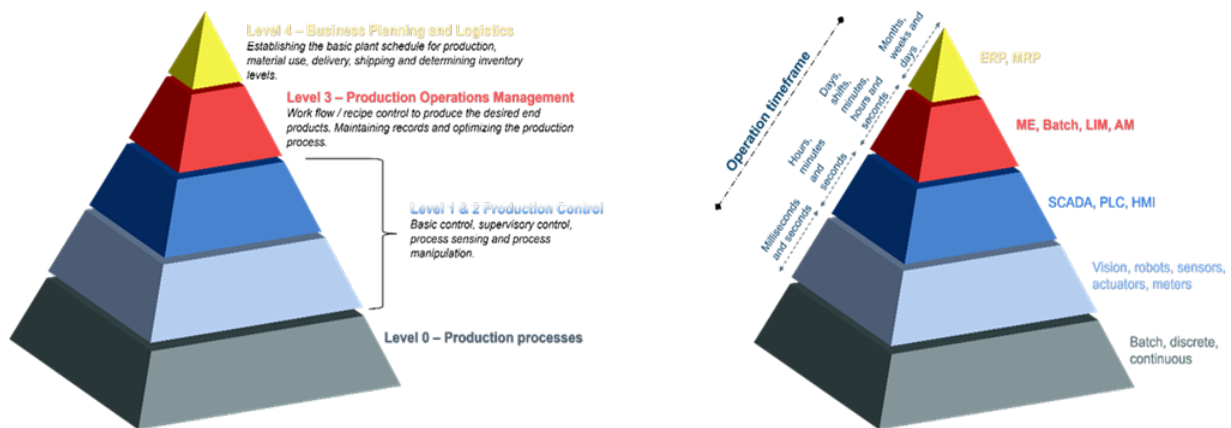 Level 4 – Business Planning and Logistics
Establishing the basic plant schedule for production,
material use, delivery, shipping and determining inventory
levels.
Level 3 – Production Operations Management
Work flow / recipe control to produce the desired end
products. Maintaining records and optimizing the production
process.
Level 1 & 2 Production Control
Basic control, supervisory control,
process sensing and process
manipulation.
Level 0 – Production processes
Operation timeframe
Months,
weeks and
days
Days,
shifts,
minutes,
hours and
seconds
Hours,
minutes
and
seconds
Milliseconds
and seconds
ERP, MRP
ME, Batch, LIM, AM
SCADA, PLC, HMI
Vision, robots, sensors,
actuators, meters
Batch, discrete,
continuous